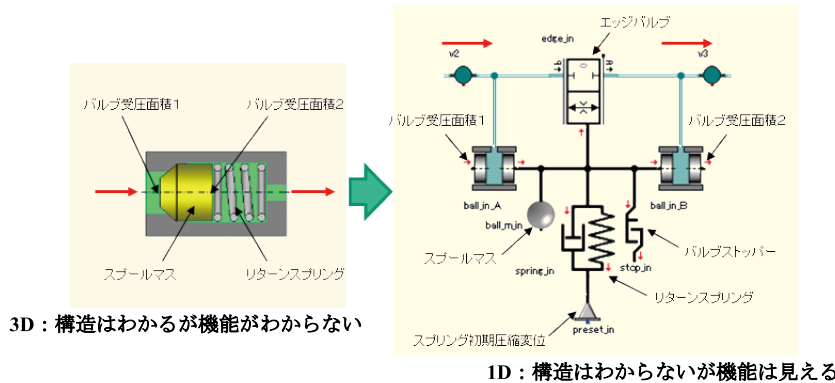 バルブ受圧面積1
バルブ受圧面積2
スプールマス
リターンスプリング
3D：構造はわかるが機能がわからない
エッジバルブ
edge_in
v2
v3
b
A
バルブ受圧面積1
バルブ受圧面積2
ball_in_A
ball_in_B
ball_m_in
スプールマス
バルブストッパー
spring_in
stop_in
リターンスプリング
preset_in
スプリング初期圧縮変位
1D：構造はわからないが機能は見える